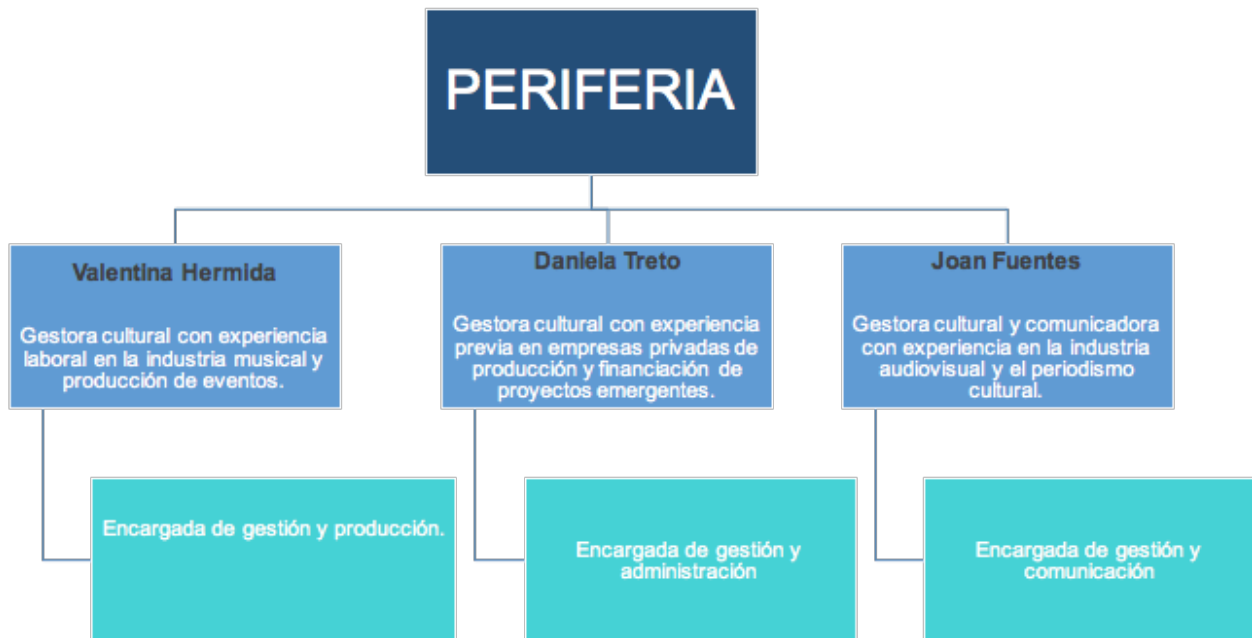 PERIFERIA
Valentina Hermida
Gestora cultural con experiencia
laboral en la industria musical y
producción de eventos.
Daniela Treto
Gestora cultural con experiencia
previa en empresas privadas de
producción y financiación de
proyectos emergentes.
Joan Fuentes
Gestora cultural y comunicadora
con experiencia en la industria
audiovisual y el periodismo
cultural.
Encargada de gestión y producción.
Encargada de gestión y
administración
Encargada de gestión y
comunicación